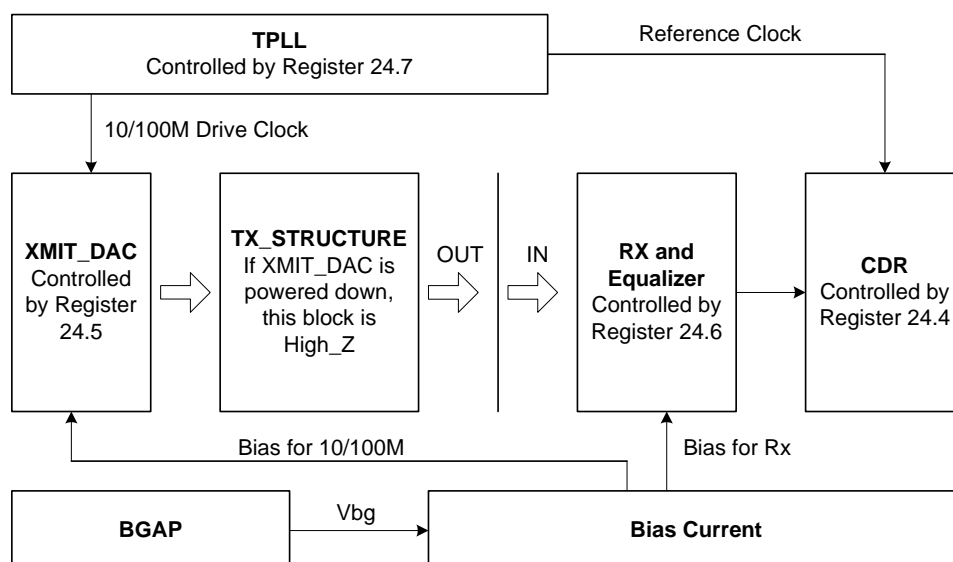 TPLL
Controlled by Register 24.7
Reference Clock
10/100M Drive Clock
XMIT_DAC
Controlled
by Register
24.5
TX_STRUCTURE
If XMIT_DAC is
powered down,
this block is
High_Z
OUT
IN
RX and
Equalizer
Controlled by
Register 24.6
CDR
Controlled by
Register 24.4
Bias for 10/100M
Bias for Rx
BGAP
Vbg
Bias Current